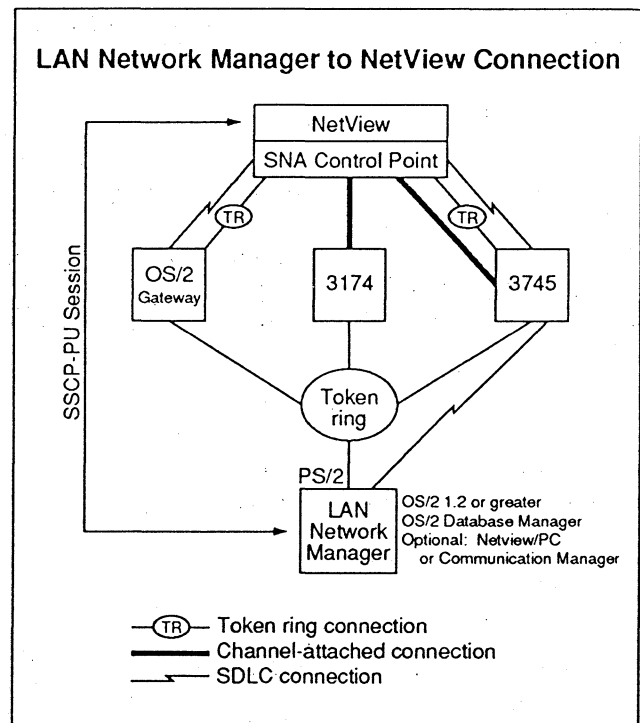 LAN Network Manager to NetView Connection
NetView
SNA Control Point
TR
TR
OS/2
Gateway
3174
3745
SSCP-PU Session
Token
ring
PS/2
LAN
Network
Manager
OS/2 1.2 or greater
OS/2 Database Manager
Optional: Netview/PC
or Communication Manager
TR Token ring connection
Channel-attached connection
SDLC connection